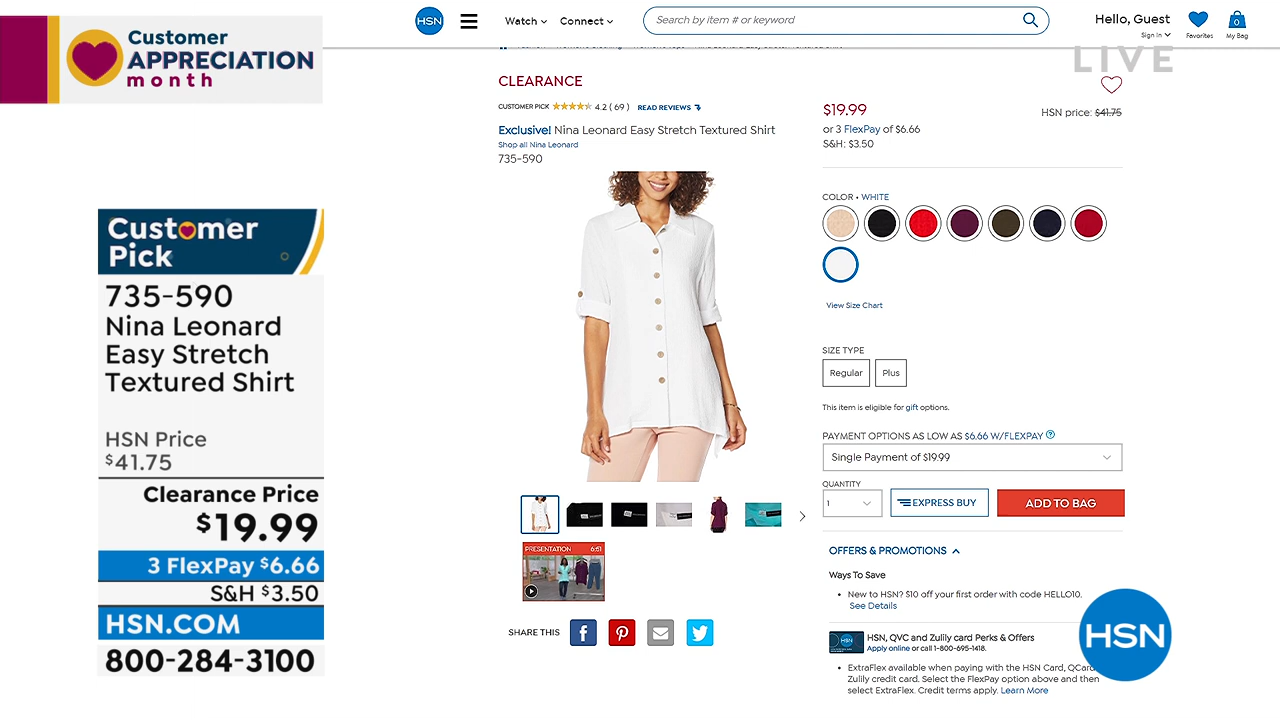 Customer
APPRECIATION
month
Customer
Pick
735-590
Nina Leonard
Easy Stretch
Textured Shirt
HSN Price
$41.75
Clearance Price
$19.99
3 FlexPay $6.66
S&H $3.50
HSN.COM
800-284-3100
HSN
Watch
Connect
Search by item # or keyword
Hello, Guest
Sign In
Favorites
0
My Bag
LIVE
CLEARANCE
CUSTOMER PICK 4.2 ( 69 ) READ REVIEWS
Exclusive! Nina Leonard Easy Stretch Textured Shirt
Shop all Nina Leonard
735-590
$19.99
HSN price: $41.75
or 3 FlexPay of $6.66
S&H: $3.50
COLOR • WHITE
View Size Chart
SIZE TYPE
Regular
Plus
This item is eligible for gift options.
PAYMENT OPTIONS AS LOW AS $6.66 W/FLEXPAY ?
Single Payment of $19.99
QUANTITY
1
EXPRESS BUY
ADD TO BAG
PRESENTATION 6:51
SHARE THIS
OFFERS & PROMOTIONS
Ways To Save
• New to HSN? $10 off your first order with code HELLO10.
See Details
HSN
HSN, QVC and Zulily card Perks & Offers
Apply online or call 1-800-695-1418.
• ExtraFlex available when paying with the HSN Card, QCard
Zulily credit card. Select the FlexPay option above and then
select ExtraFlex. Credit terms apply. Learn More
HSN